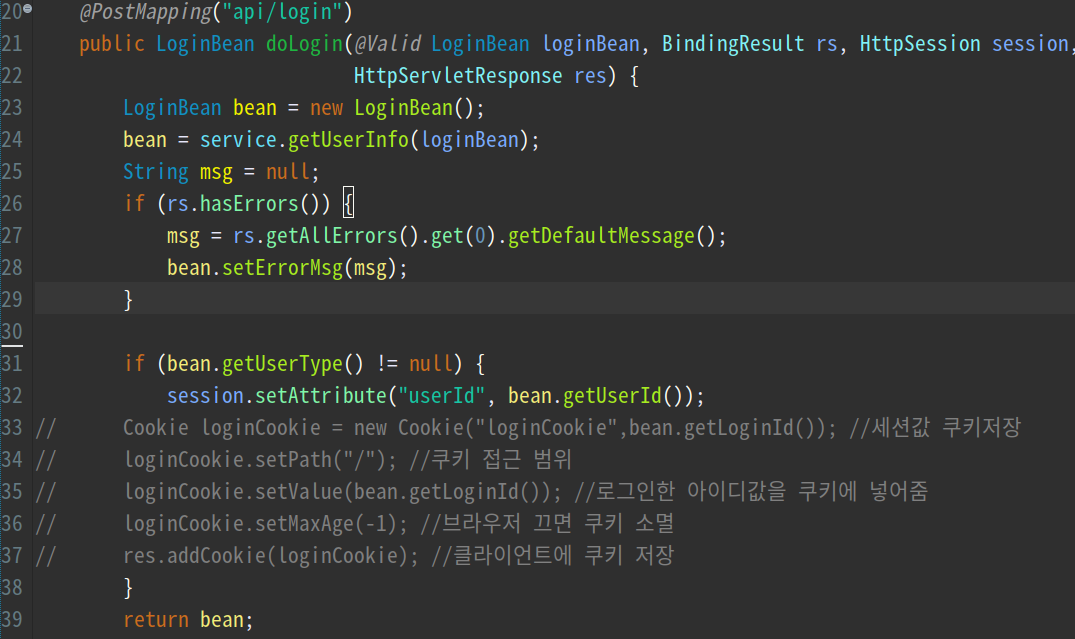 20 @PostMapping("api/login")
21 public LoginBean doLogin(@Valid LoginBean loginBean, BindingResult rs, HttpSession session,
22 HttpServletResponse res) {
23 LoginBean bean = new LoginBean();
24 bean = service.getUserInfo(loginBean);
25 String msg = null;
26 if (rs.hasErrors()) {
27 msg = rs.getAllErrors().get(0).getDefaultMessage();
28 bean.setErrorMsg(msg);
29 }
30
31 if (bean.getUserType() != null) {
32 session.setAttribute("userId", bean.getUserId());
33 // Cookie loginCookie = new Cookie("loginCookie",bean.getLoginId()); //세션값 쿠키저장
34 // loginCookie.setPath("/"); //쿠키 접근 범위
35 // loginCookie.setValue(bean.getLoginId()); //로그인한 아이디값을 쿠키에 넣어줌
36 // loginCookie.setMaxAge(-1); //브라우저 끄면 쿠키 소멸
37 // res.addCookie(loginCookie); //클라이언트에 쿠키 저장
38 }
39 return bean;